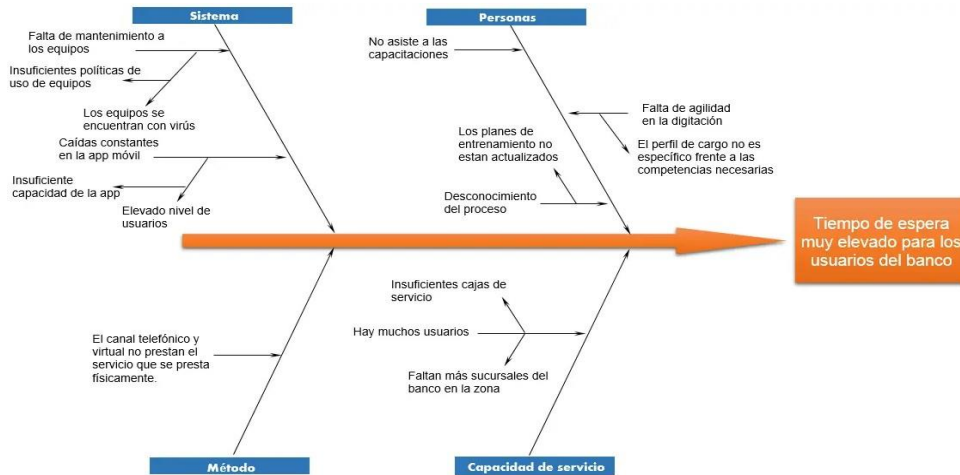 Sistema
Falta de mantenimiento a
los equipos
Insuficientes políticas de
uso de equipos
Los equipos se
encuentran con virús
Caídas constantes
en la app móvil
Insuficiente
capacidad de la app
Elevado nivel de
usuarios
Personas
No asiste a las
capacitaciones
Falta de agilidad
en la digitación
Los planes de
entrenamiento no
estan actualizados
El perfil de cargo no es
específico frente a las
competencias necesarias
Desconocimiento
del proceso
Tiempo de espera
muy elevado para los
usuarios del banco
El canal telefónico y
virtual no prestan el
servicio que se presta
físicamente.
Método
Insuficientes cajas de
servicio
Hay muchos usuarios
Faltan más sucursales del
banco en la zona
Capacidad de servicio